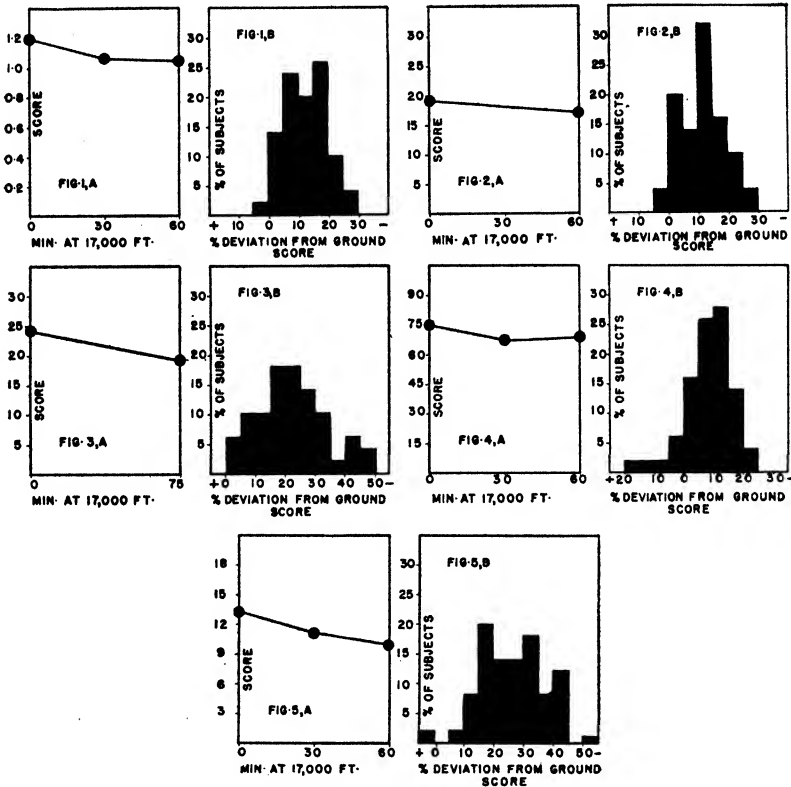 1.2
1.0
0.8
0.6
0.4
0.2
SCORE
FIG·1,A
0 30 60
MIN· AT 17,000 FT·
30
25
20
15
10
5
% OF SUBJECTS
FIG·1,B
+ 10 0 10 20 30 −
% DEVIATION FROM GROUND
SCORE
30
25
20
15
10
5
SCORE
FIG·2,A
0 30 60
MIN· AT 17,000 FT·
30
25
20
15
10
5
% OF SUBJECTS
FIG·2,B
+ 0 10 20 30 −
% DEVIATION FROM GROUND
SCORE
30
25
20
15
10
5
SCORE
FIG·3,A
0 75
MIN· AT 17,000 FT·
30
25
20
15
10
5
% OF SUBJECTS
FIG·3,B
+0 10 20 30 40 50−
% DEVIATION FROM GROUND
SCORE
90
75
60
45
30
15
SCORE
FIG·4,A
0 30 60
MIN· AT 17,000 FT·
30
25
20
15
10
5
% OF SUBJECTS
FIG·4,B
+20 10 0 10 20 30−
% DEVIATION FROM GROUND
SCORE
18
15
12
9
6
3
SCORE
FIG·5,A
0 30 60
MIN· AT 17,000 FT·
30
25
20
15
10
5
% OF SUBJECTS
FIG·5,B
+ 0 10 20 30 40 50−
% DEVIATION FROM GROUND
SCORE